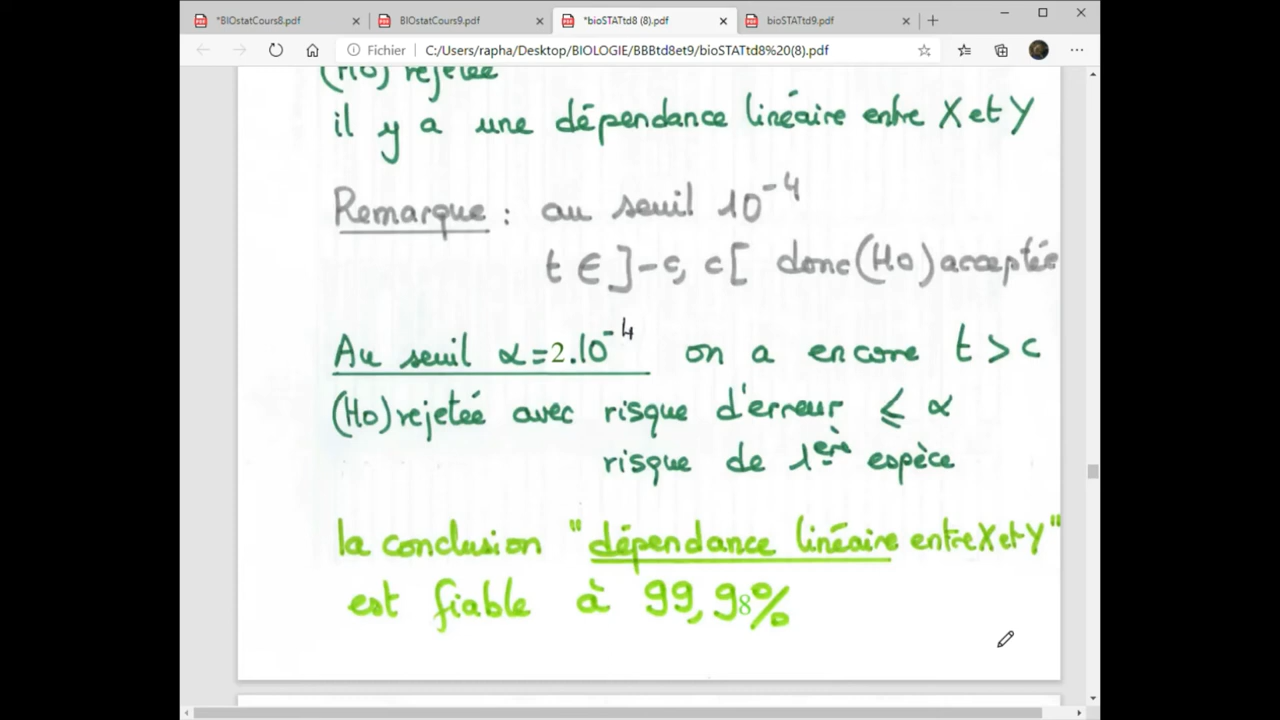 *BIOstatCours8.pdf
BIOstatCours9.pdf
*bioSTATtd8 (8).pdf
bioSTATtd9.pdf
Fichier
C:/Users/rapha/Desktop/BIOLOGIE/BBBtd8et9/bioSTATtd8%20(8).pdf
(Ho) rejetée
il y a une dépendance linéaire entre X et Y
Remarque : au seuil 10⁻⁴
t ∈ ]-c, c[ donc (Ho) acceptée
Au seuil α = 2.10⁻⁴ on a encore t > c
(Ho) rejetée avec risque d'erreur ⩽ α
risque de 1ère espèce
la conclusion "dépendance linéaire entre X et Y"
est fiable à 99,98%